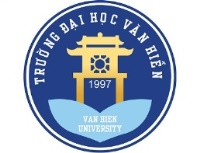 TRƯỜNG ĐẠI HỌC VĂN HIẾN
1997
VAN HIEN
UNIVERSITY